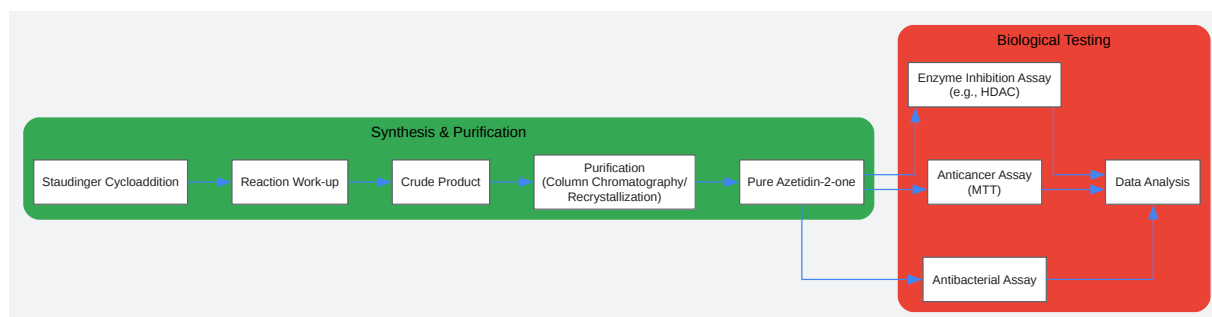 Synthesis & Purification
Staudinger Cycloaddition
Reaction Work-up
Crude Product
Purification
(Column Chromatography/
Recrystallization)
Pure Azetidin-2-one
Biological Testing
Enzyme Inhibition Assay
(e.g., HDAC)
Anticancer Assay
(MTT)
Antibacterial Assay
Data Analysis